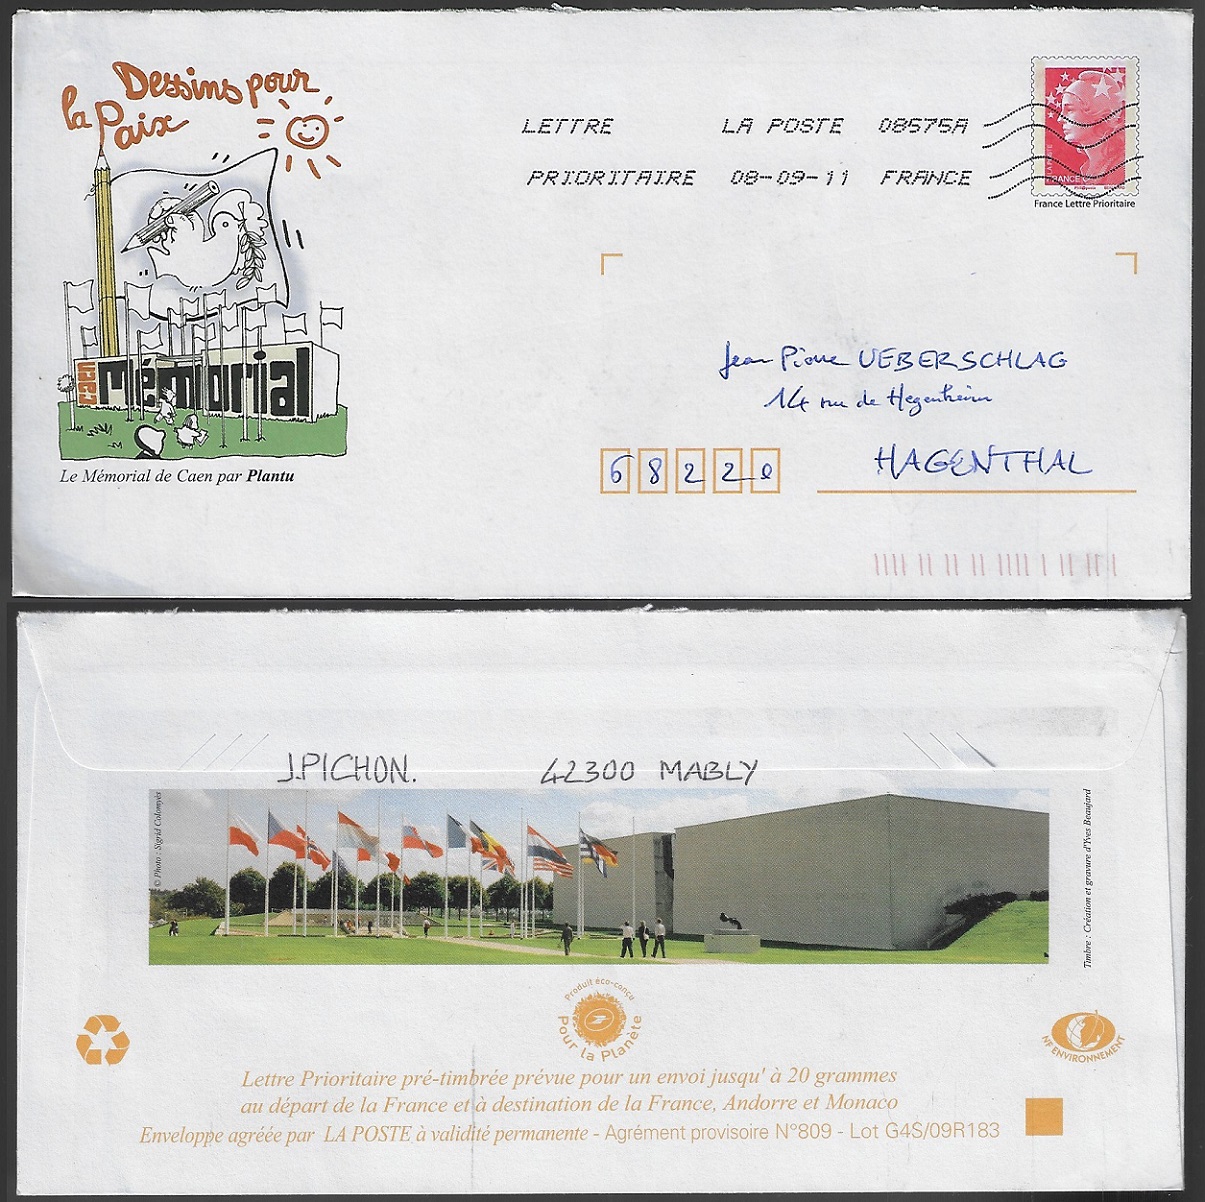 Dessins pour
la Paix
LETTRE LA POSTE 08575A
PRIORITAIRE 08-09-11 FRANCE
LA POSTE
FRANCE
France Lettre Prioritaire
caen
mémorial
Le Mémorial de Caen par Plantu
Jean Pierre UEBERSCHLAG
14 rue de Hegenheim
68220 HAGENTHAL
J.PICHON. 42300 MABLY
© Photo : Sigrid Colomyès
Timbre : Création et gravure d'Yves Beaujard
Produit éco-conçu
Pour la Planète
NF ENVIRONNEMENT
Lettre Prioritaire pré-timbrée prévue pour un envoi jusqu' à 20 grammes
au départ de la France et à destination de la France, Andorre et Monaco
Enveloppe agréée par LA POSTE à validité permanente - Agrément provisoire N°809 - Lot G4S/09R183